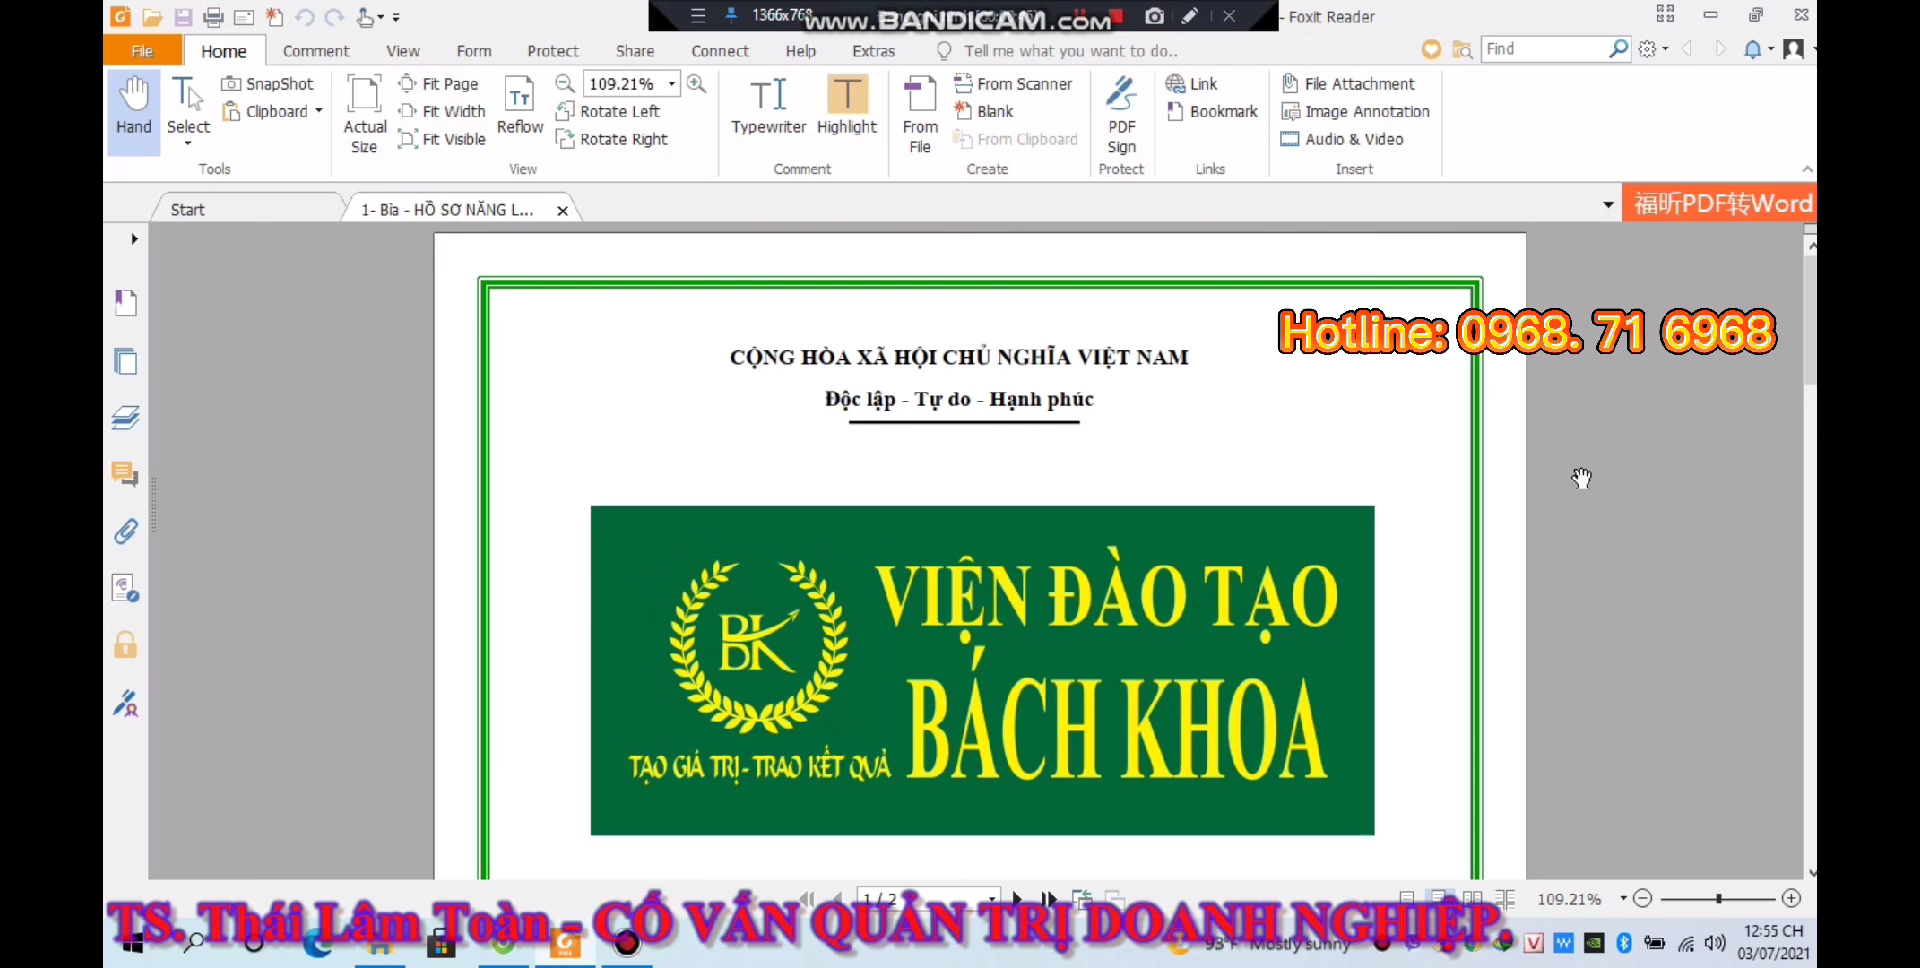 1366x768
www.BANDICAM.com
- Foxit Reader
File Home Comment View Form Protect Share Connect Help Extras Tell me what you want to do.. Find
Hand
Select
SnapShot
Clipboard
Tools
Actual Size
Fit Page
Fit Width
Fit Visible
Reflow
109.21%
Rotate Left
Rotate Right
View
Typewriter
Highlight
Comment
From File
From Scanner
Blank
From Clipboard
Create
PDF Sign
Protect
Link
Bookmark
Links
File Attachment
Image Annotation
Audio & Video
Insert
Start
1- Bìa - HỒ SƠ NĂNG L...
福昕PDF转Word
Hotline: 0968. 71 6968
CỘNG HÒA XÃ HỘI CHỦ NGHĨA VIỆT NAM
Độc lập - Tự do - Hạnh phúc
BK
VIỆN ĐÀO TẠO
BÁCH KHOA
TẠO GIÁ TRỊ - TRAO KẾT QUẢ
1 / 2
109.21%
TS. Thái Lâm Toàn - CỐ VẤN QUẢN TRỊ DOANH NGHIỆP.
93°F Mostly sunny
12:55 CH
03/07/2021